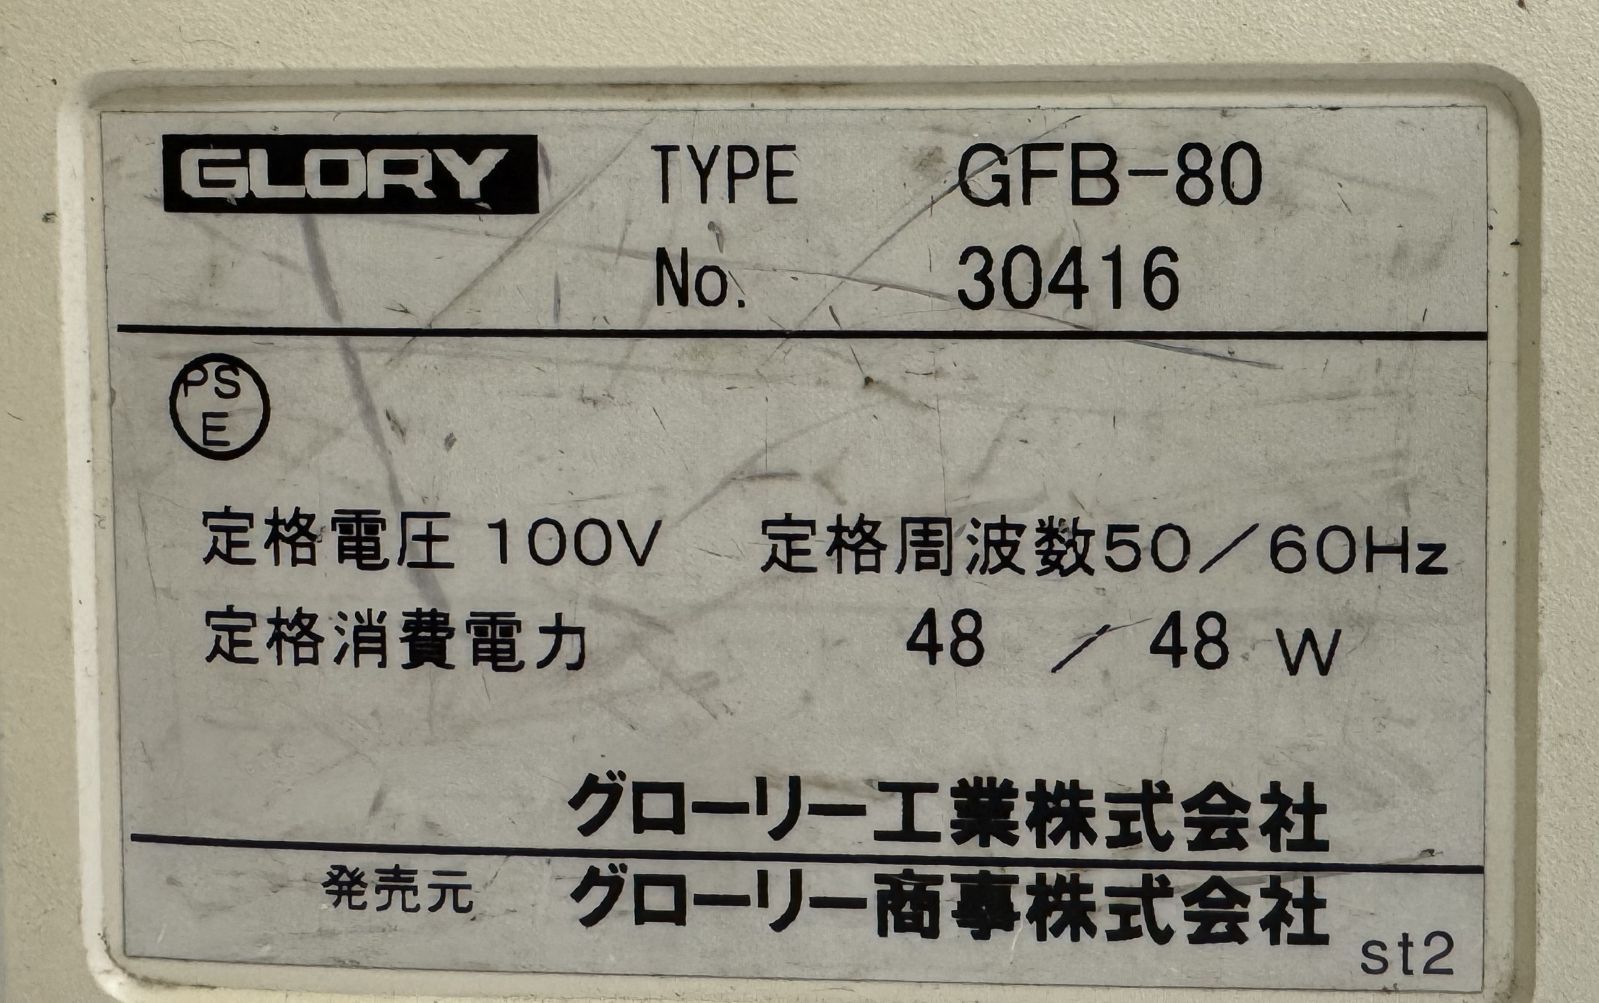 GLORY TYPE GFB-80
No. 30416
PS
E
定格電圧 100V 定格周波数50/60Hz
定格消費電力 48 / 48 W
グローリー工業株式会社
発売元 グローリー商事株式会社
st2